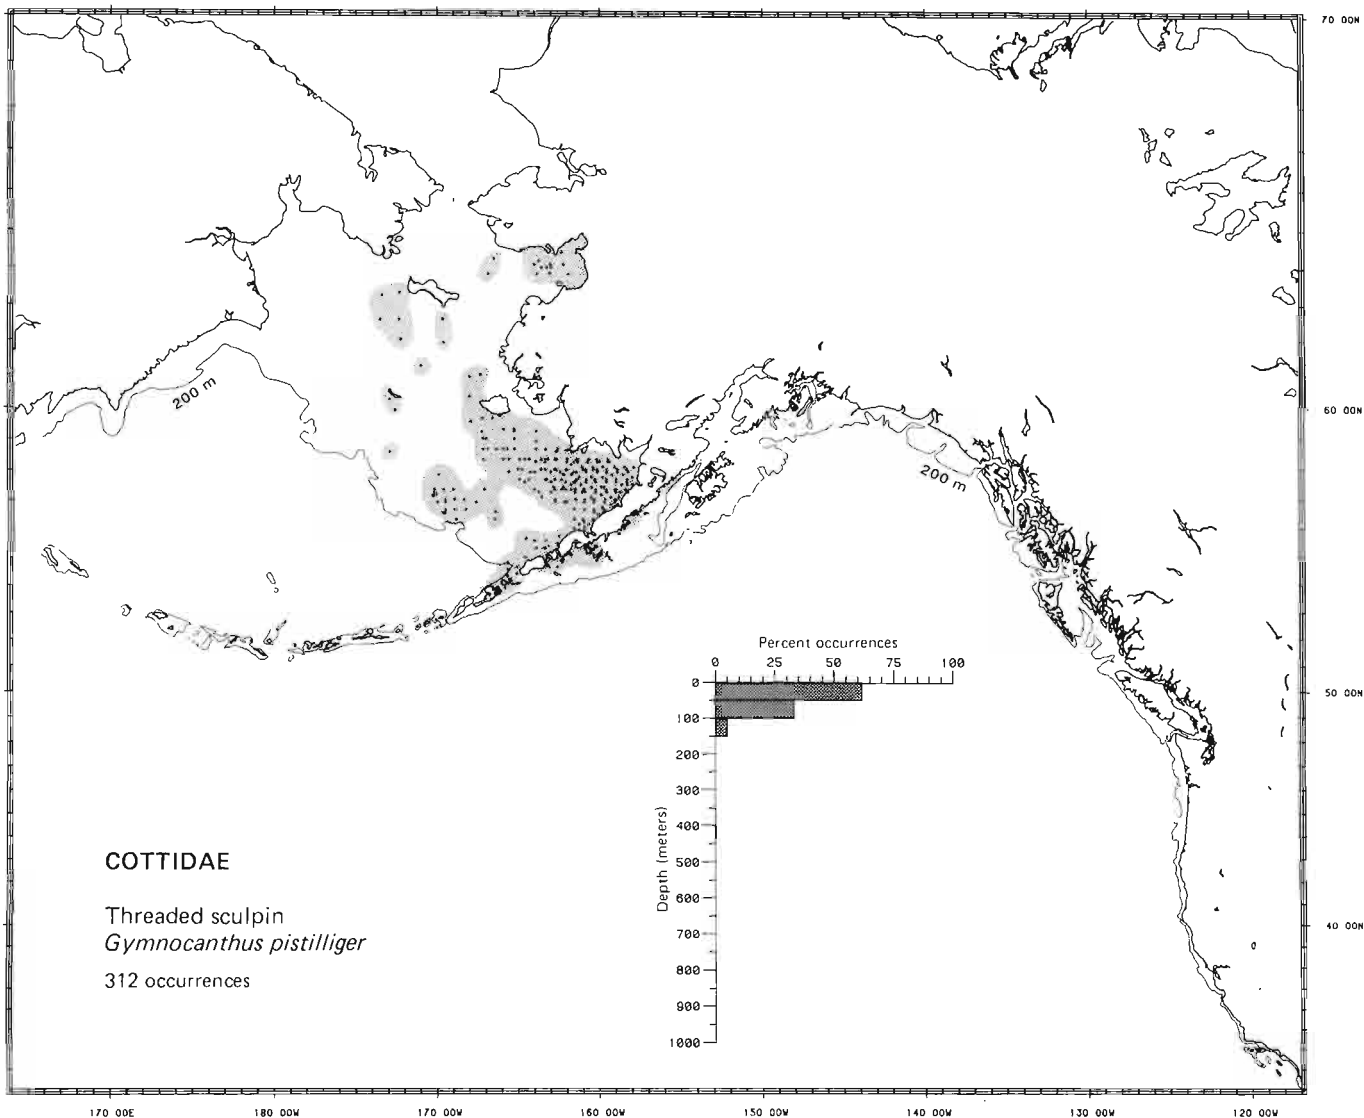 70 00N
200 m
60 00N
200 m
Percent occurrences
0 25 50 75 100
0
50 00N
100
200
300
400
500
600
700
800
900
1000
Depth (meters)
COTTIDAE
40 00N
Threaded sculpin
Gymnocanthus pistilliger
312 occurrences
170 00E 180 00W 170 00W 160 00W 150 00W 140 00W 130 00W 120 00W